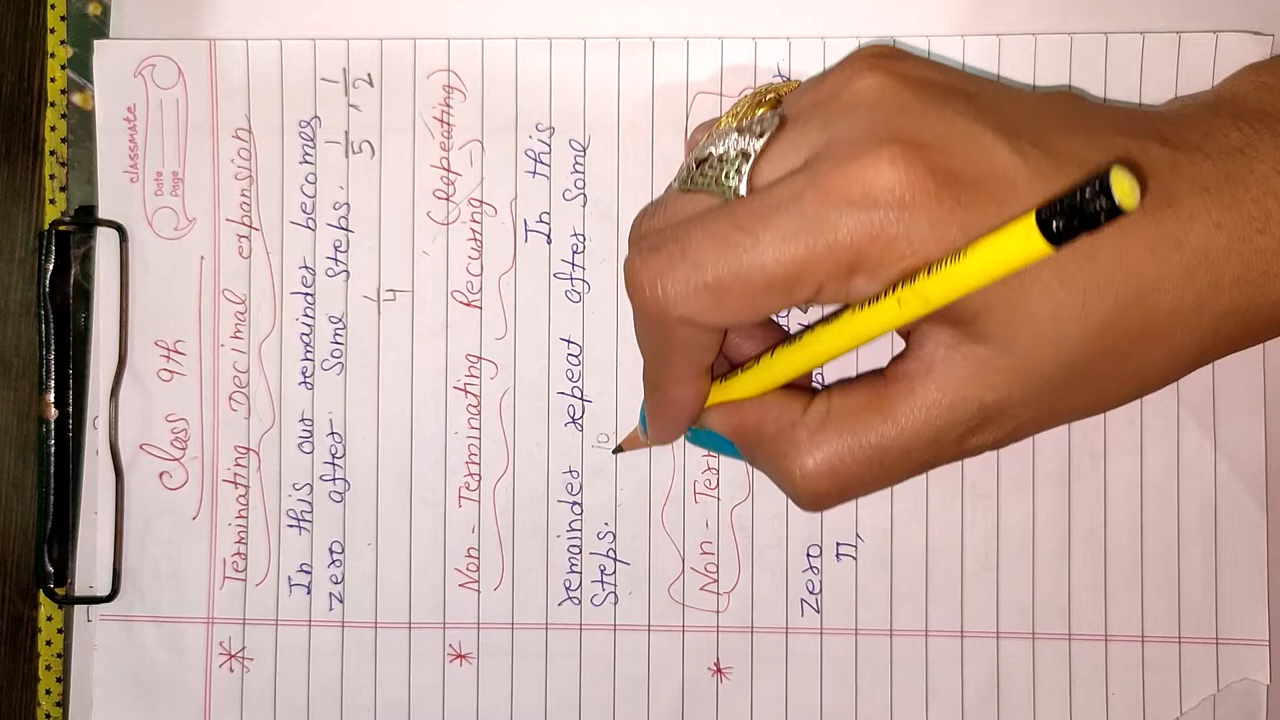 classmate
Date
Page
Class 9th
* Terminating Decimal expansion
In this our remainder becomes
zero after some steps. 1/5, 1/2
1/4
(Repeating)
* Non-Terminating Recuring →
In this
remainder repeat after some
Steps. 10
* Non-Ter
Zero
π,